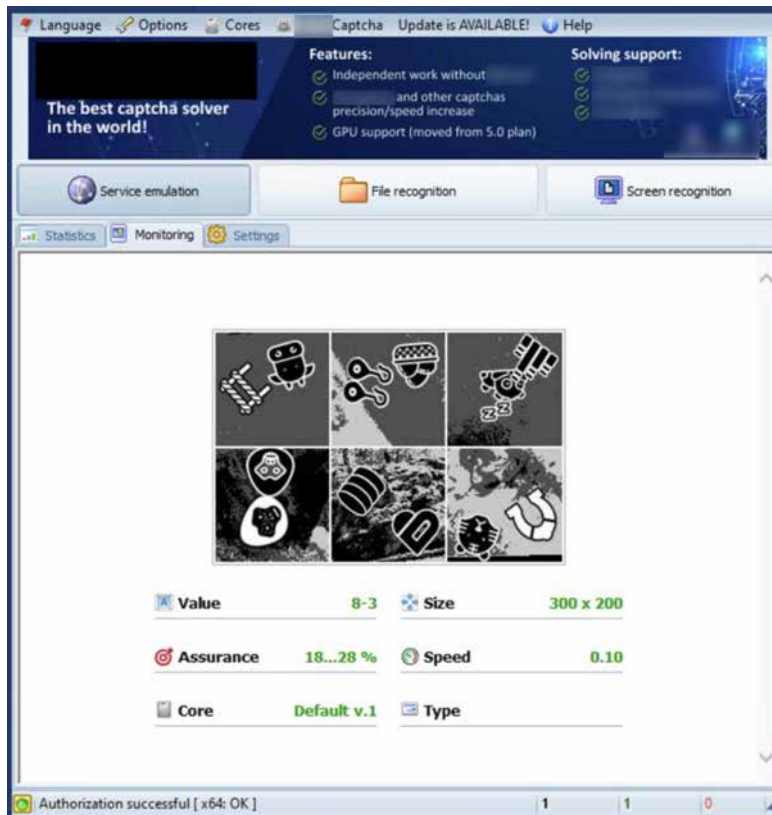 Language Options Cores Captcha Update is AVAILABLE! Help
The best captcha solver
in the world!
Features:
Independent work without
and other captchas
precision/speed increase
GPU support (moved from 5.0 plan)
Solving support:
Service emulation File recognition Screen recognition
Statistics Monitoring Settings
zZ
zZ
Value 8-3 Size 300 x 200
Assurance 18...28 % Speed 0.10
Core Default v.1 Type
Authorization successful [ x64: OK ] 1 1 0